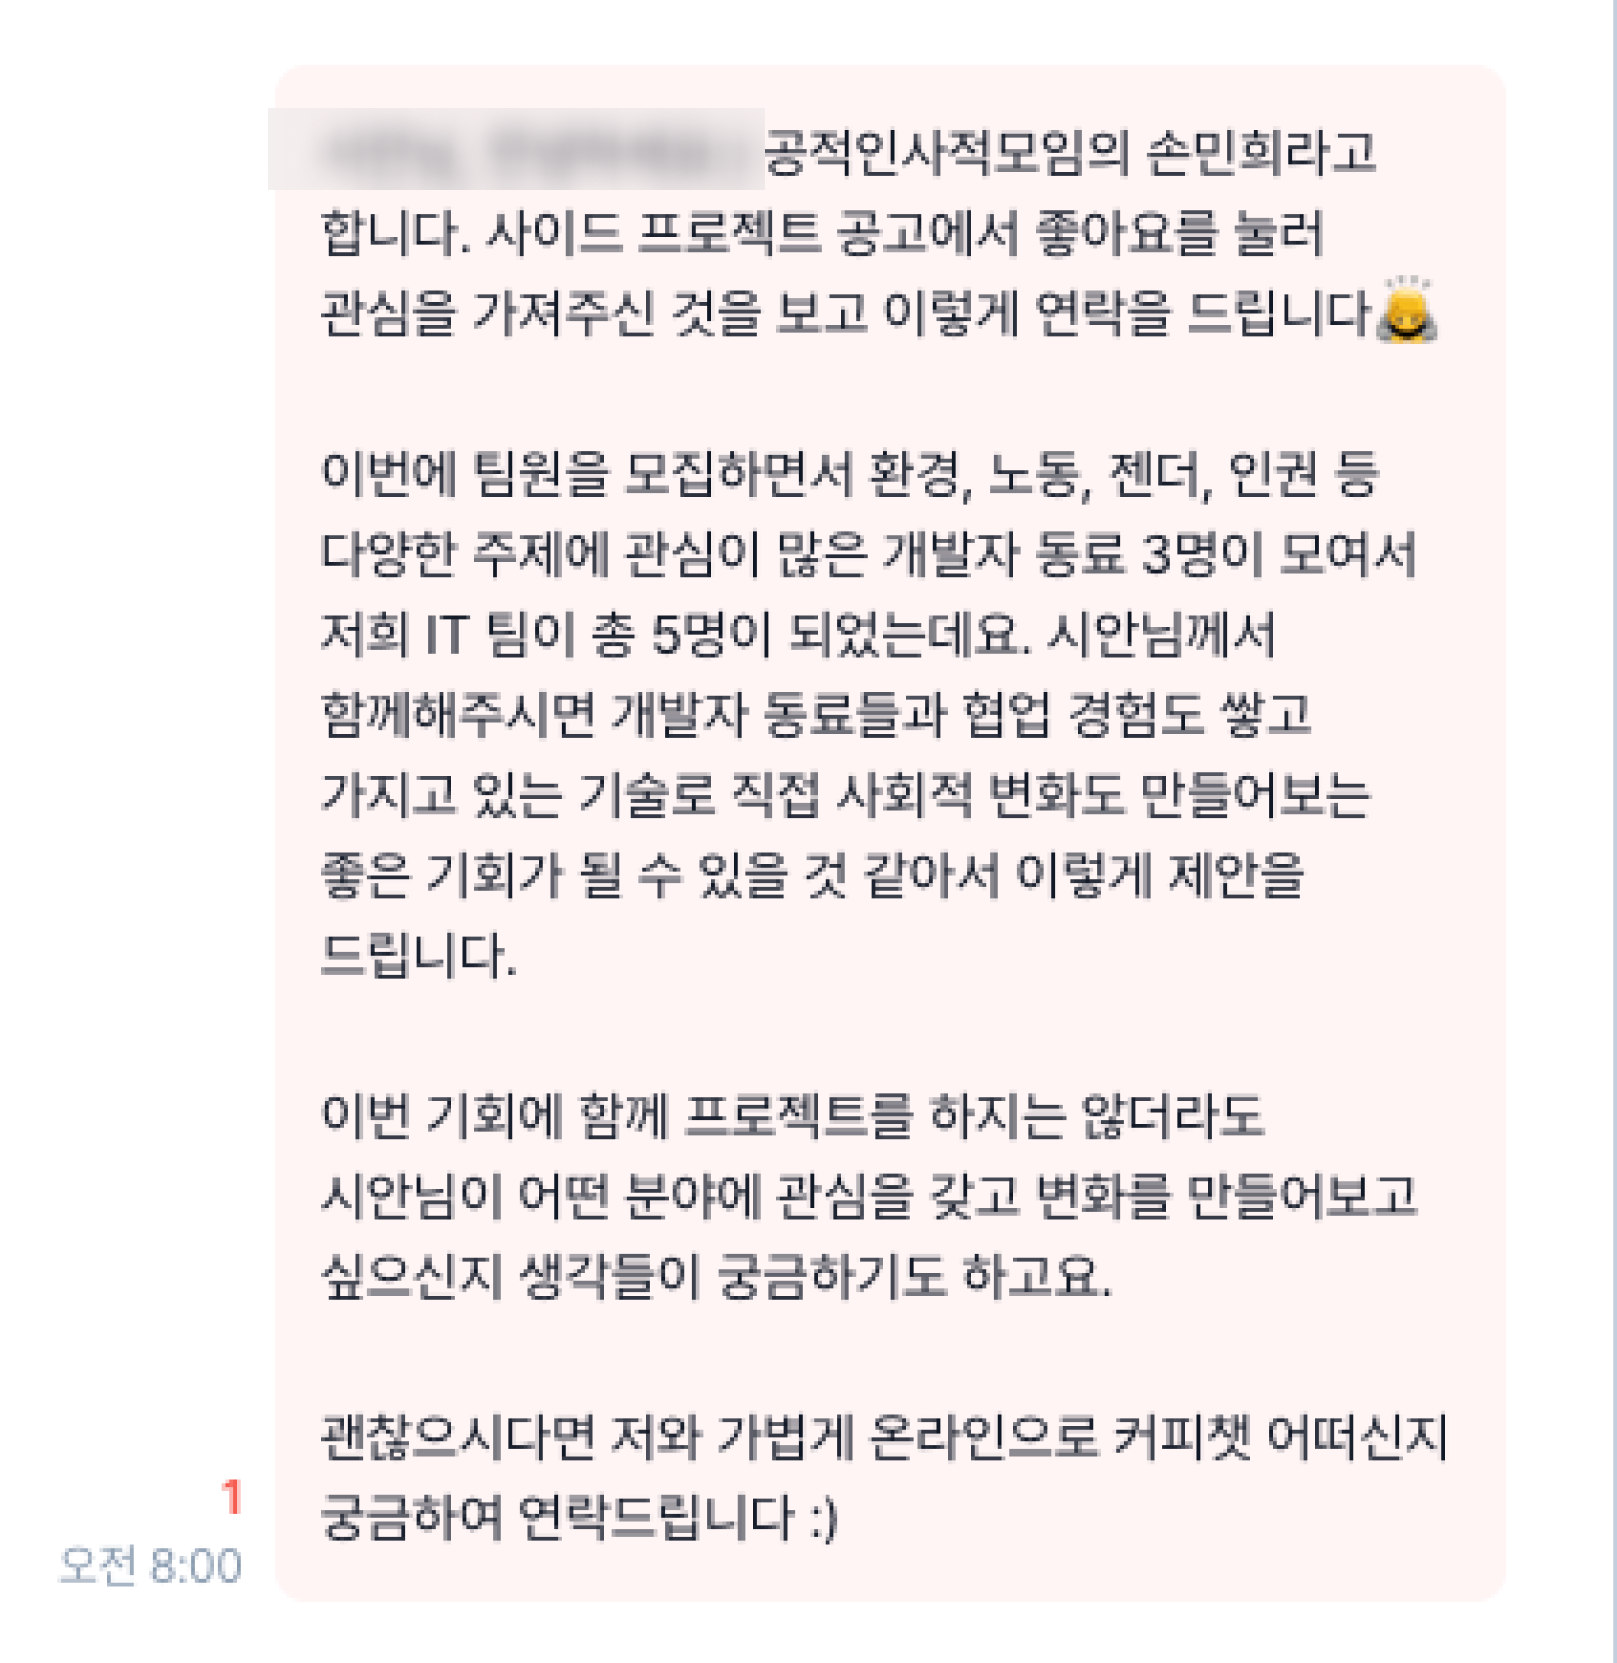 공적인사적모임의 손민희라고
합니다. 사이드 프로젝트 공고에서 좋아요를 눌러
관심을 가져주신 것을 보고 이렇게 연락을 드립니다🙇
이번에 팀원을 모집하면서 환경, 노동, 젠더, 인권 등
다양한 주제에 관심이 많은 개발자 동료 3명이 모여서
저희 IT 팀이 총 5명이 되었는데요. 시안님께서
함께해주시면 개발자 동료들과 협업 경험도 쌓고
가지고 있는 기술로 직접 사회적 변화도 만들어보는
좋은 기회가 될 수 있을 것 같아서 이렇게 제안을
드립니다.
이번 기회에 함께 프로젝트를 하지는 않더라도
시안님이 어떤 분야에 관심을 갖고 변화를 만들어보고
싶으신지 생각들이 궁금하기도 하고요.
괜찮으시다면 저와 가볍게 온라인으로 커피챗 어떠신지
궁금하여 연락드립니다 :)
1
오전 8:00